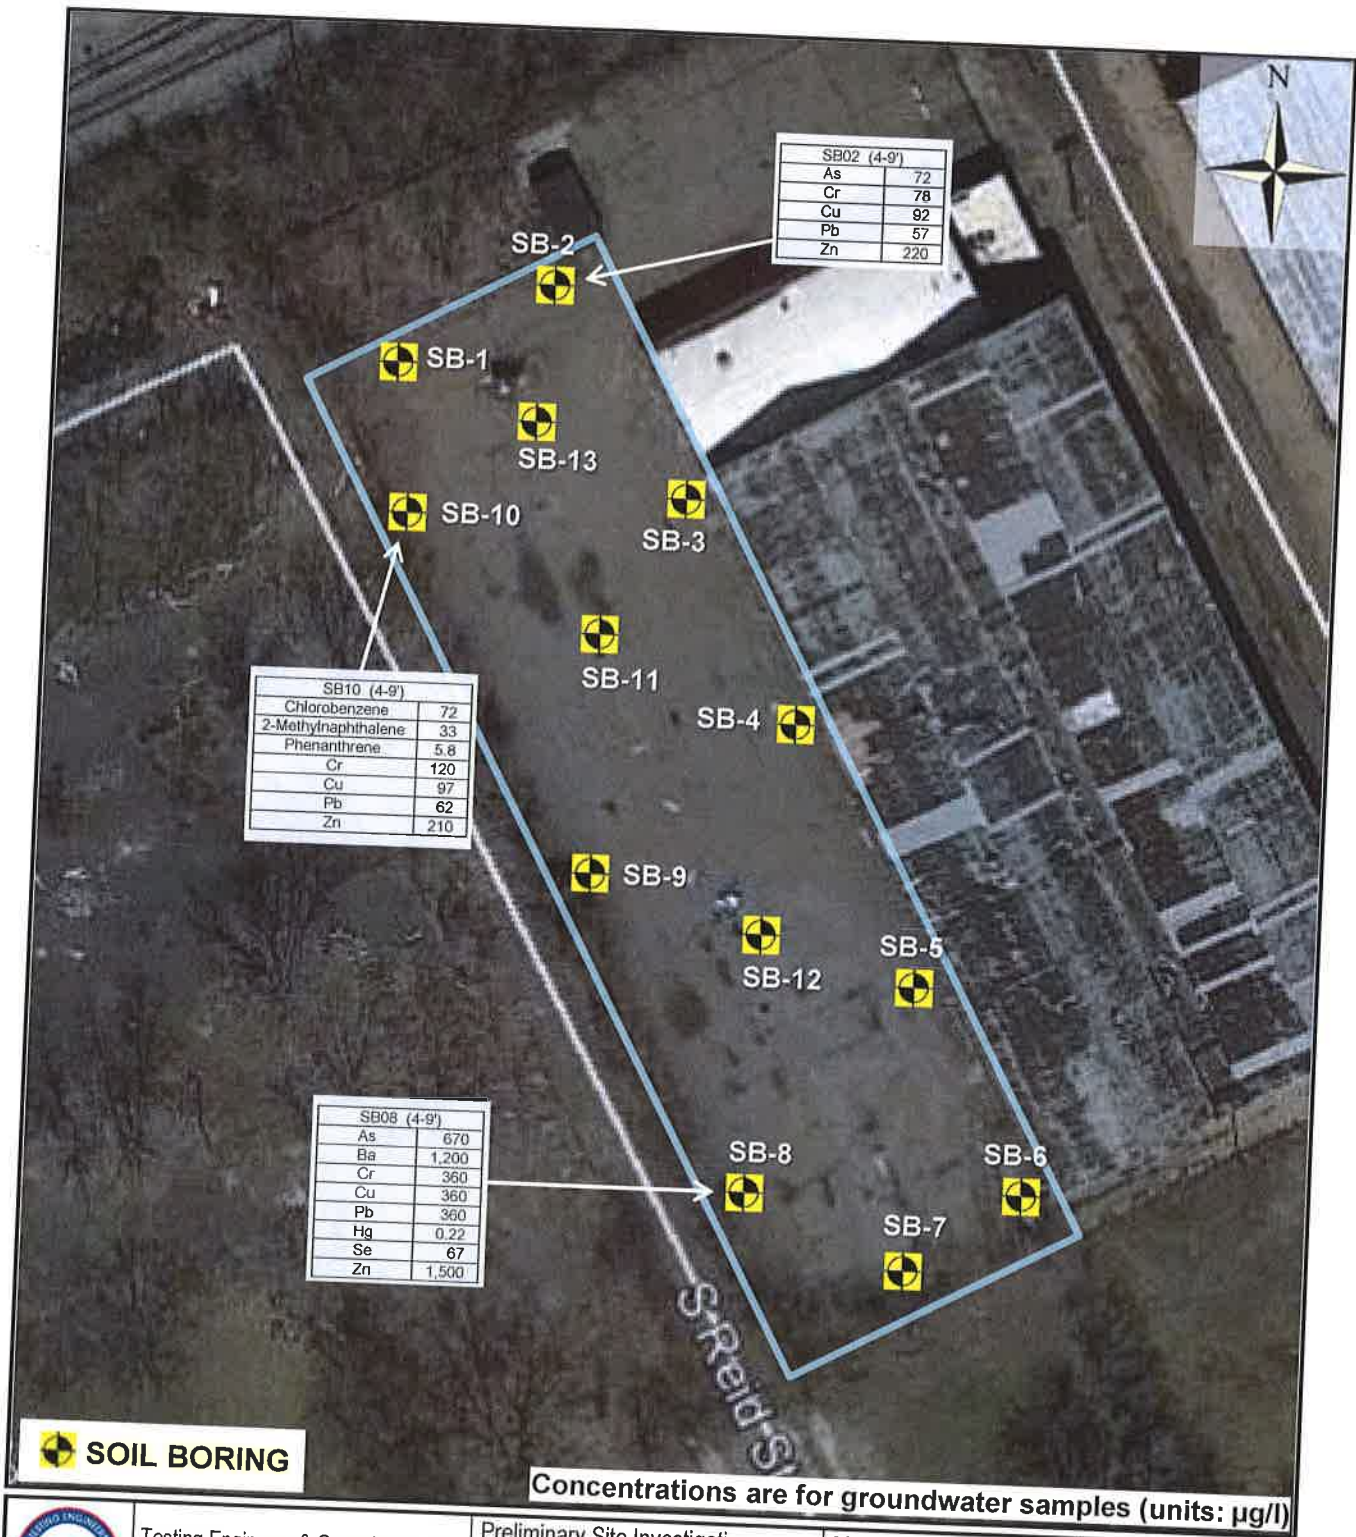 N
SB02 (4-9')
As 72
Cr 78
Cu 92
Pb 57
Zn 220
SB-2
SB-1
SB-13
SB-10
SB-3
SB-11
SB10 (4-9')
Chlorobenzene 72
2-Methylnaphthalene 33
Phenanthrene 5.8
Cr 120
Cu 97
Pb 62
Zn 210
SB-4
SB-9
SB-12
SB-5
SB08 (4-9')
As 670
Ba 1,200
Cr 360
Cu 360
Pb 360
Hg 0.22
Se 67
Zn 1,500
SB-8
SB-6
SB-7
S Reid St
SOIL BORING
Concentrations are for groundwater samples (units: µg/l)
Preliminary Site